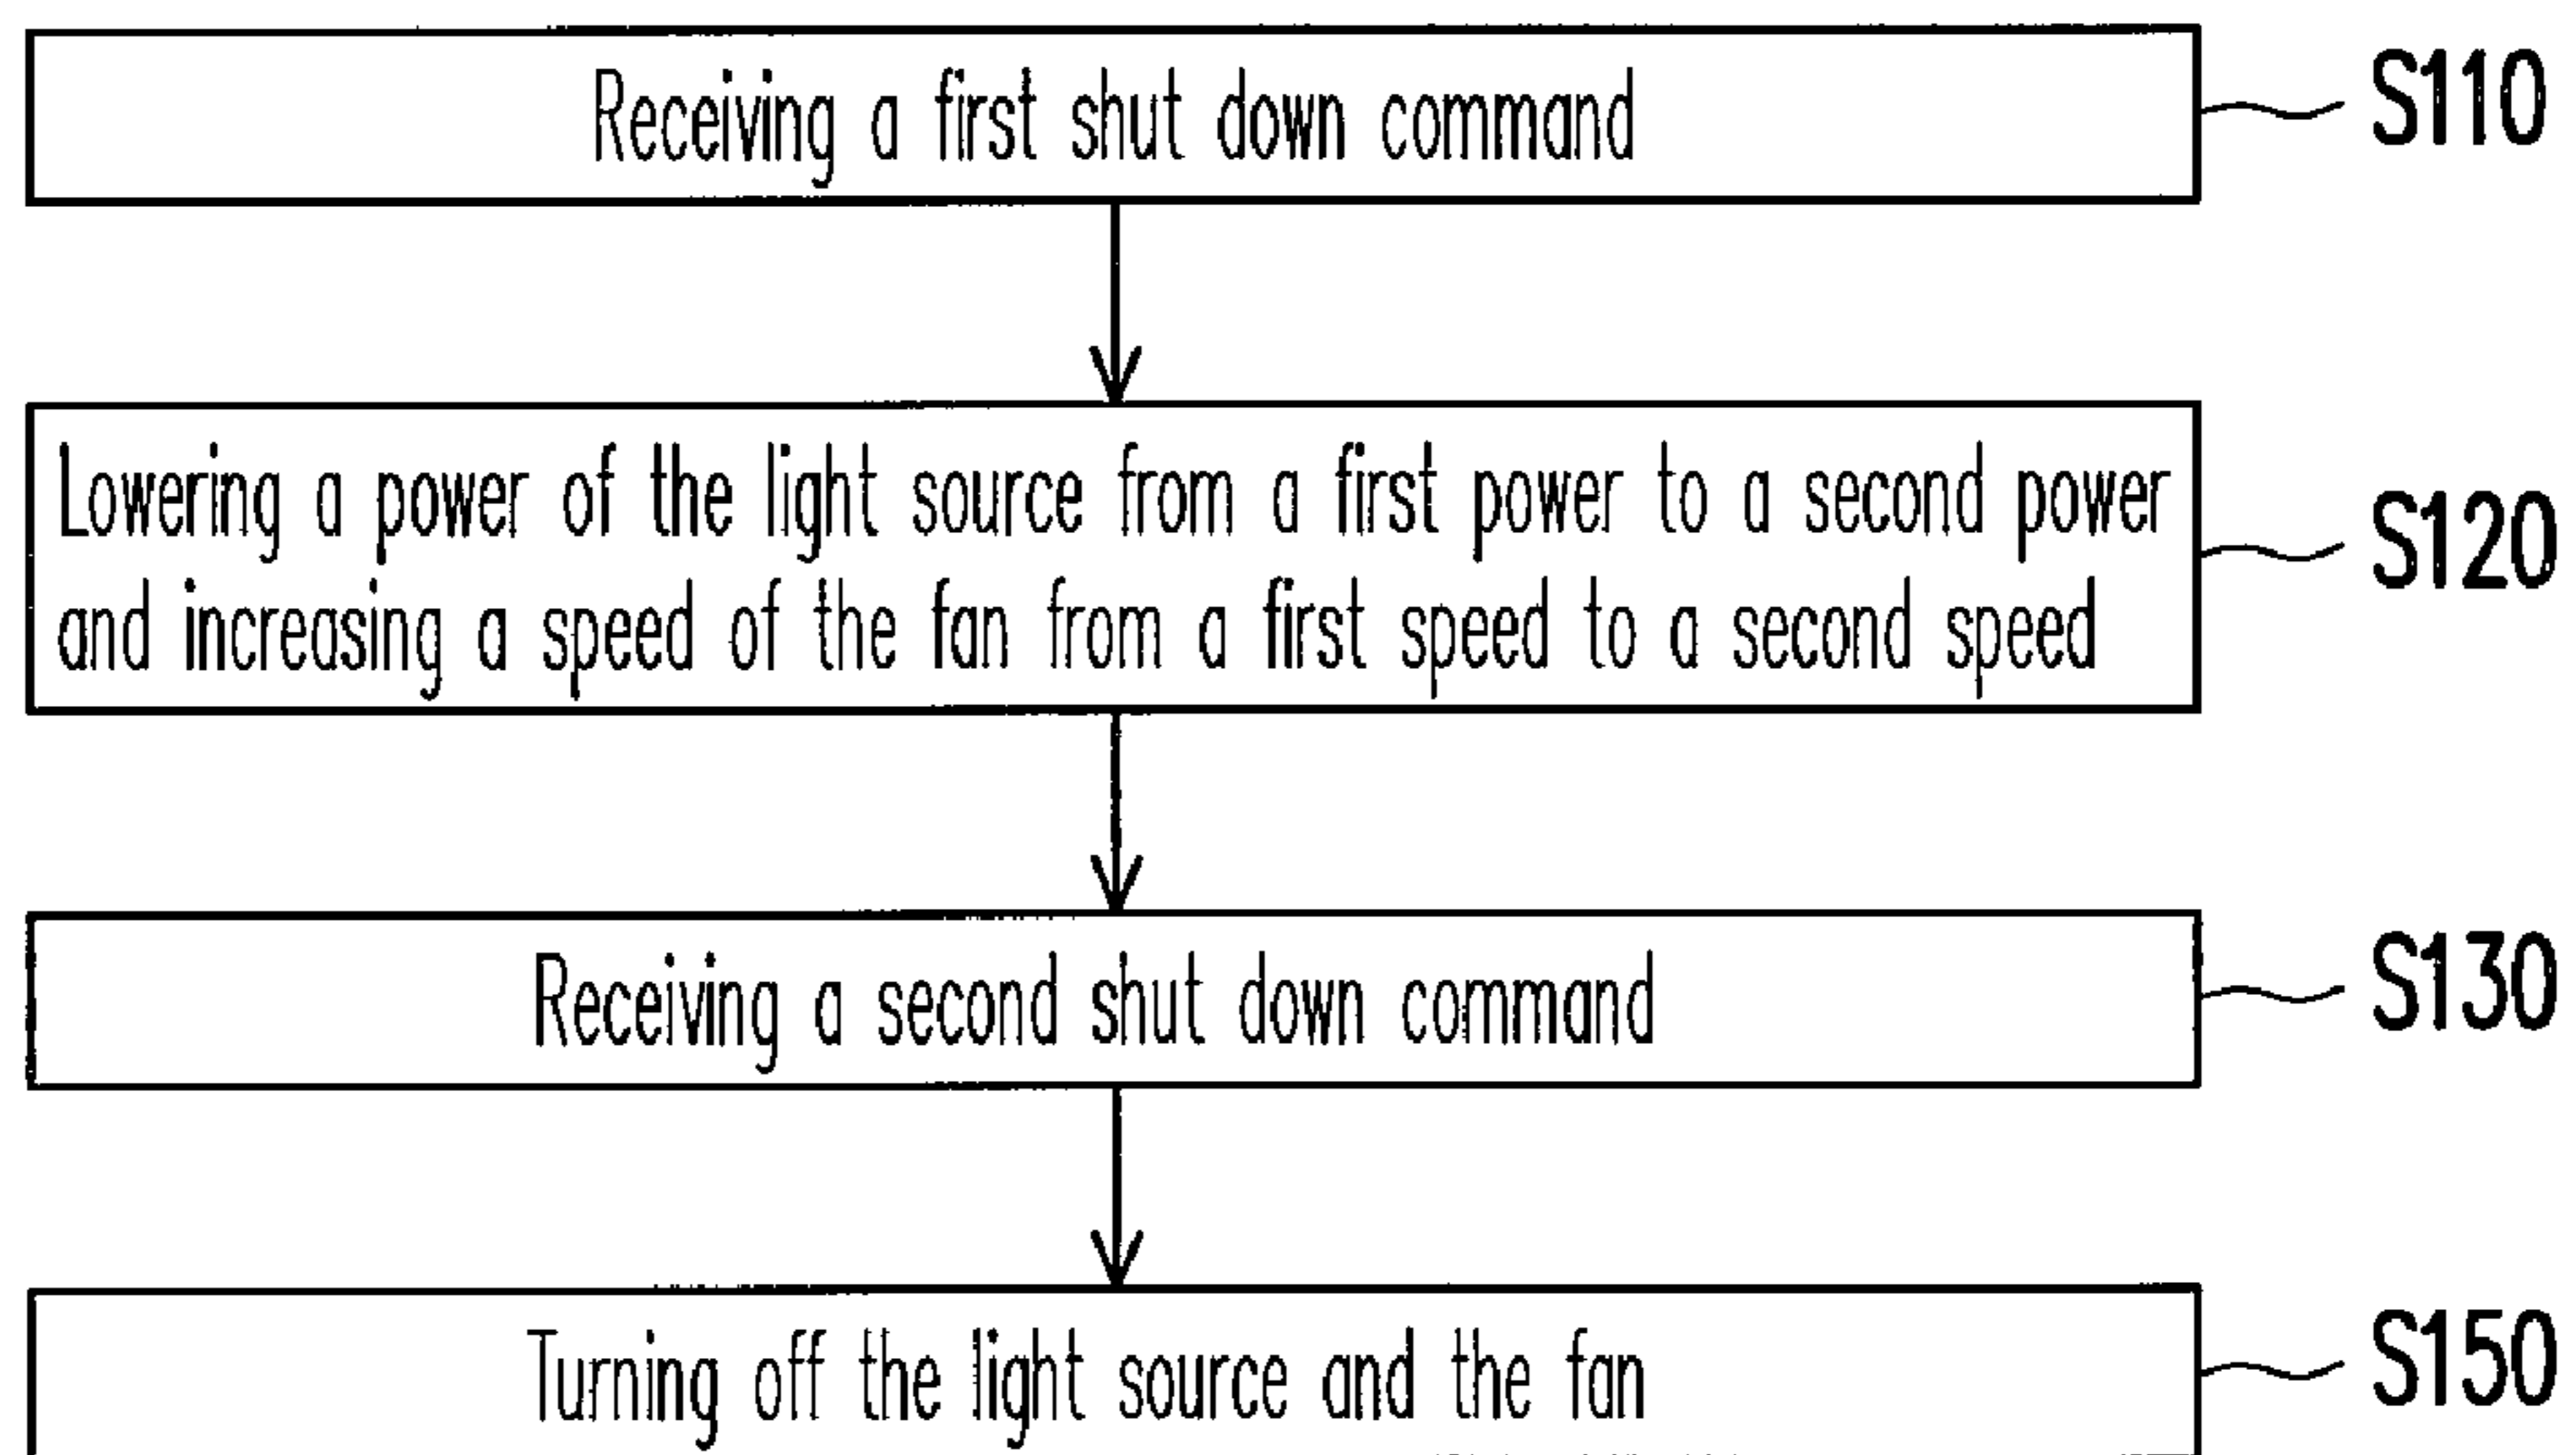 Receiving a first shut down command
S110
Lowering a power of the light source from a first power to a second power
and increasing a speed of the fan from a first speed to a second speed
S120
Receiving a second shut down command
S130
Turning off the light source and the fan
S150